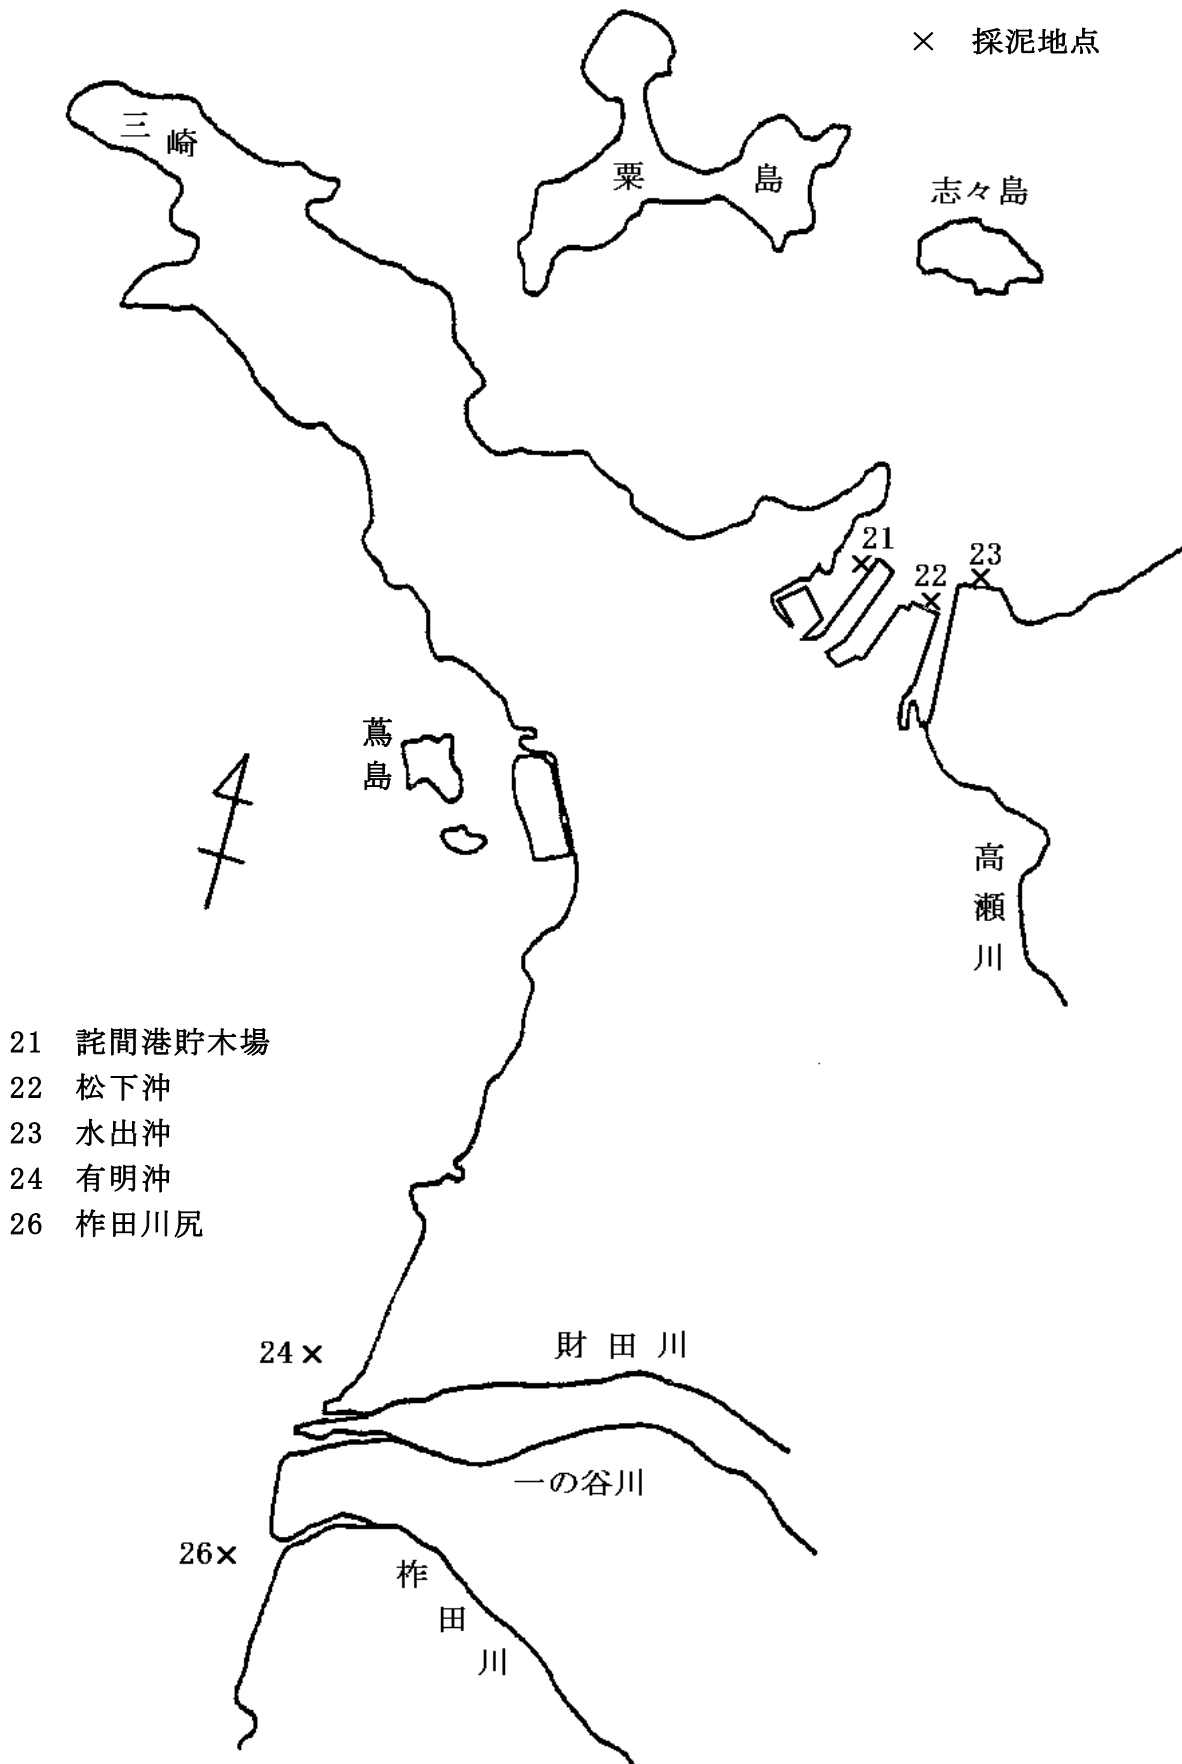 × 採泥地点
三崎
粟島
志々島
21
23
22
蔦島
高瀬川
21 詫間港貯木場
22 松下沖
23 水出沖
24 有明沖
26 柞田川尻
24×
財田川
一の谷川
26×
柞田川